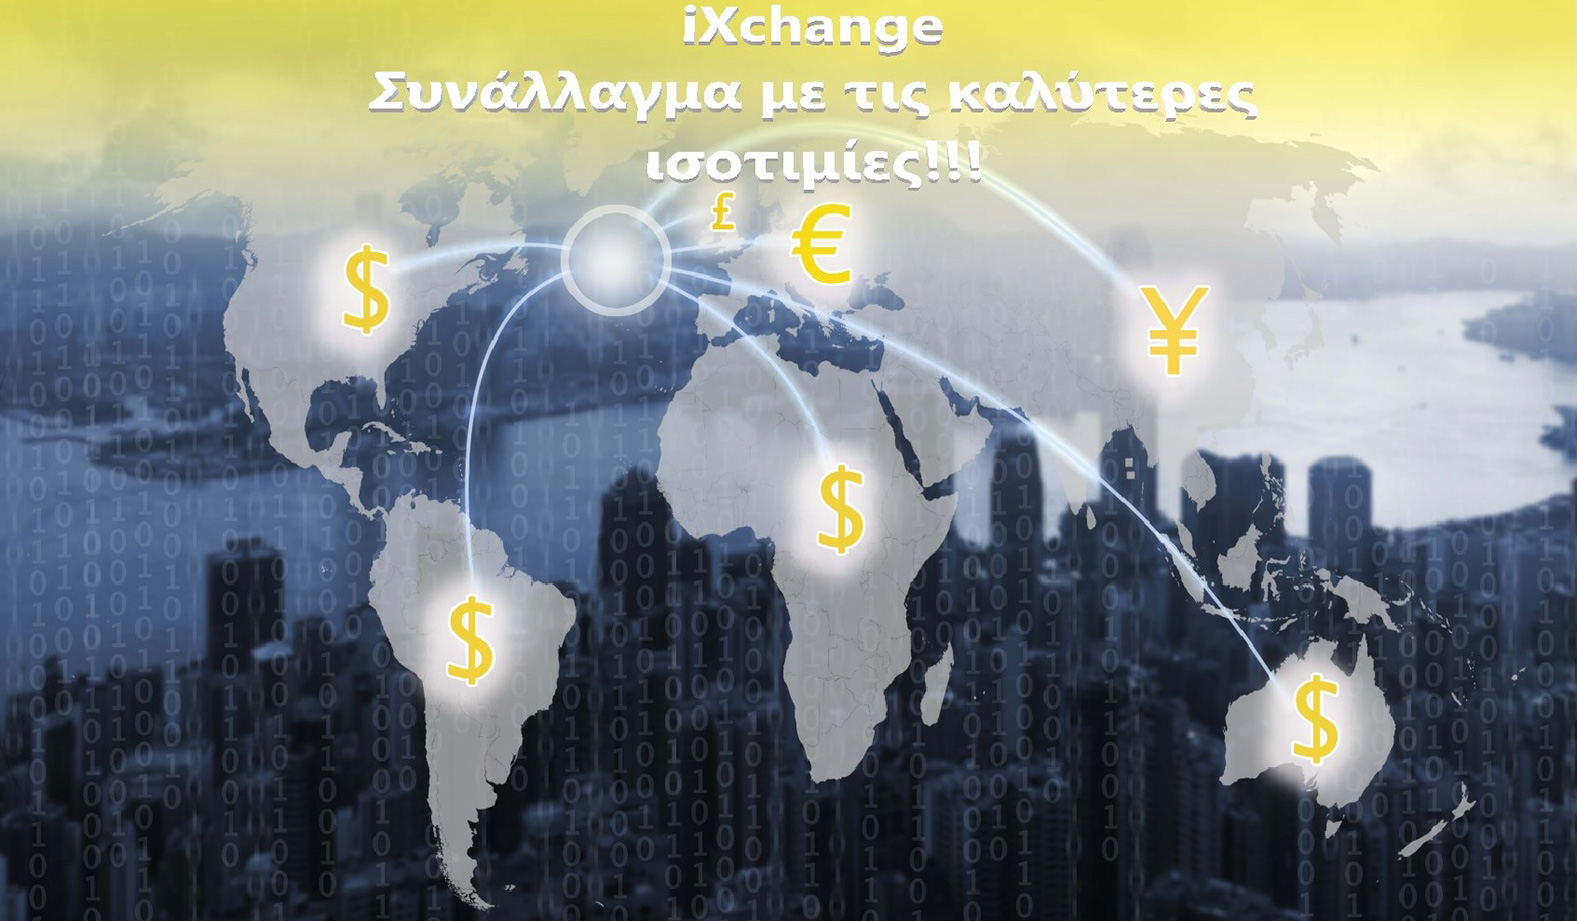 iXchange
Συνάλλαγμα με τις καλύτερες
ισοτιμίες!!!
£
€
$
¥
$
$
$